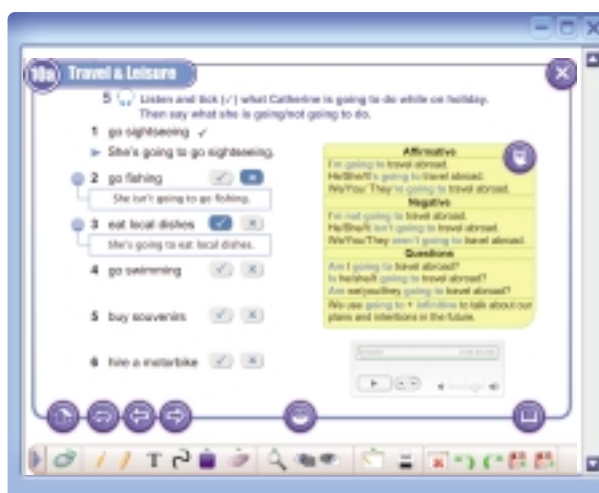 10a Travel & Leisure
5 Listen and tick (✓) what Catherine is going to do while on holiday.
Then say what she is going/not going to do.
1 go sightseeing ✓
► She's going to go sightseeing.
2 go fishing
She isn't going to go fishing.
3 eat local dishes
She's going to eat local dishes.
4 go swimming
5 buy souvenirs
6 hire a motorbike
Affirmative
I'm going to travel abroad.
He/She/It's going to travel abroad.
We/You/They're going to travel abroad.
Negative
I'm not going to travel abroad.
He/She/It isn't going to travel abroad.
We/You/They aren't going to travel abroad.
Questions
Am I going to travel abroad?
Is he/she/it going to travel abroad?
Are we/you/they going to travel abroad?
We use going to + infinitive to talk about our
plans and intentions in the future.